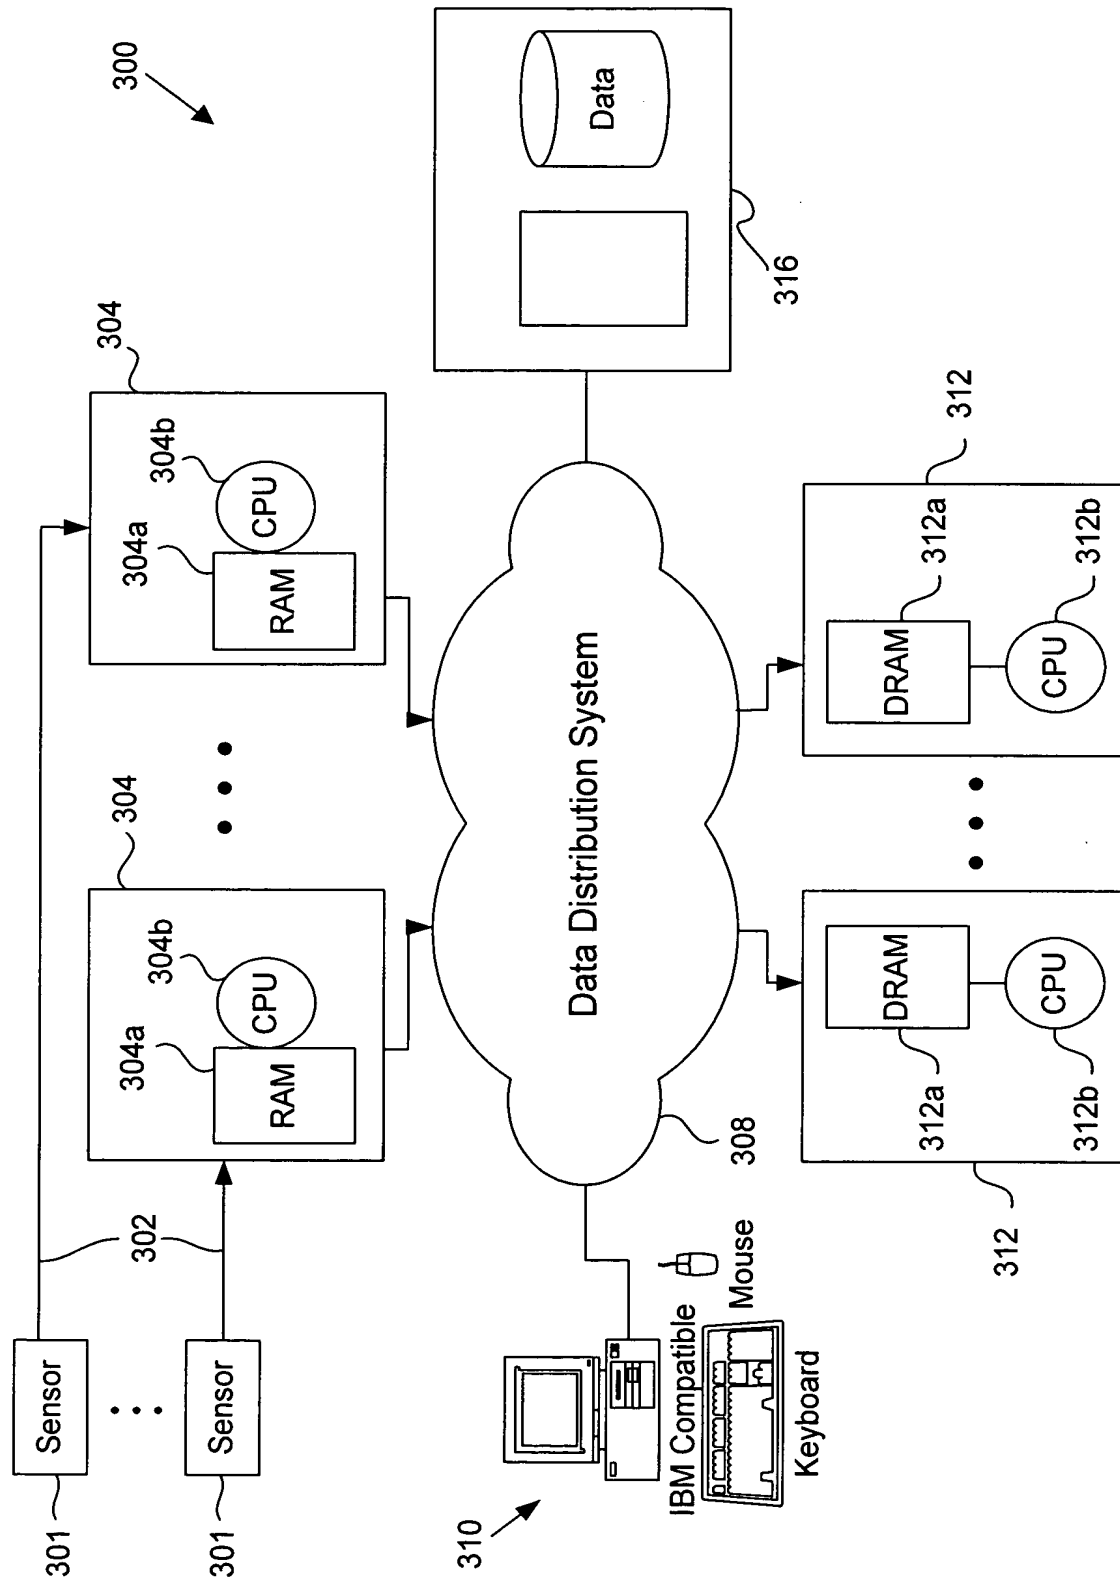 300
301
Sensor
302
301
Sensor
304
304a
304b
RAM
CPU
304
304a
304b
RAM
CPU
310
IBM Compatible
Mouse
Keyboard
308
Data Distribution System
Data
316
312
312a
DRAM
312b
CPU
312
DRAM
312a
CPU
312b